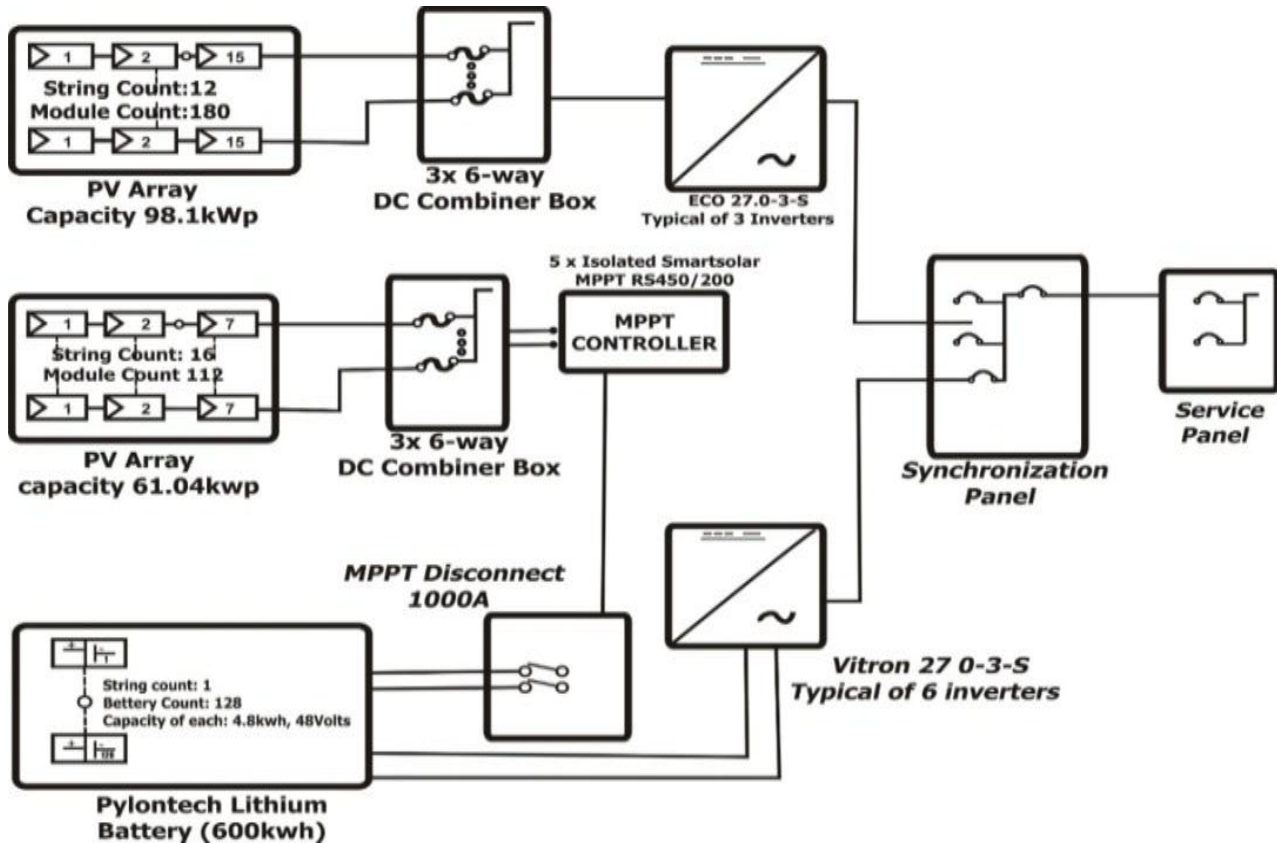 1 2 15
String Count:12
Module Count:180
1 2 15
PV Array
Capacity 98.1kWp
3x 6-way
DC Combiner Box
ECO 27.0-3-S
Typical of 3 Inverters
5 x Isolated Smartsolar
MPPT RS450/200
MPPT
CONTROLLER
1 2 7
String Count: 16
Module Count 112
1 2 7
PV Array
capacity 61.04kwp
3x 6-way
DC Combiner Box
Synchronization
Panel
Service
Panel
MPPT Disconnect
1000A
Vitron 27 0-3-S
Typical of 6 inverters
String count: 1
Bettery Count: 128
Capacity of each: 4.8kwh, 48Volts
Pylontech Lithium
Battery (600kwh)